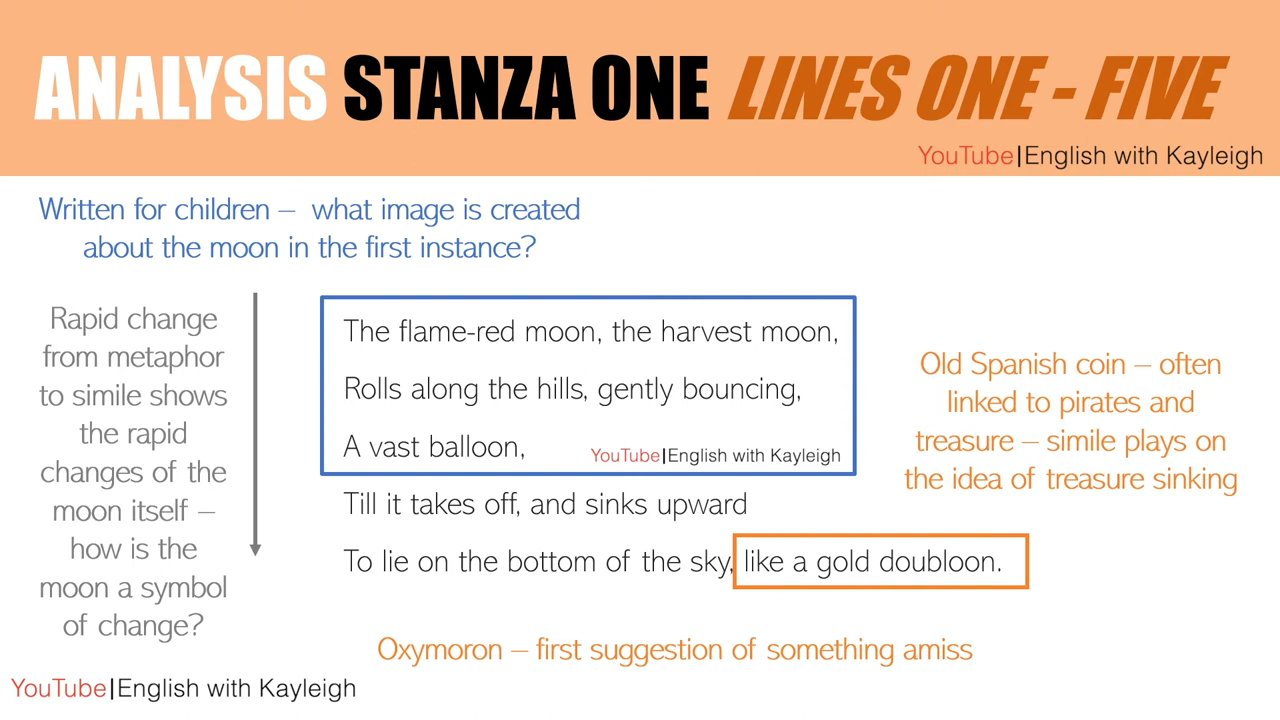 ANALYSIS STANZA ONE LINES ONE - FIVE
YouTube|English with Kayleigh
Written for children – what image is created
about the moon in the first instance?
Rapid change
from metaphor
to simile shows
the rapid
changes of the
moon itself –
how is the
moon a symbol
of change?
The flame-red moon, the harvest moon,
Rolls along the hills, gently bouncing,
A vast balloon,
YouTube|English with Kayleigh
Till it takes off, and sinks upward
To lie on the bottom of the sky, like a gold doubloon.
Old Spanish coin – often
linked to pirates and
treasure – simile plays on
the idea of treasure sinking
Oxymoron – first suggestion of something amiss
YouTube|English with Kayleigh